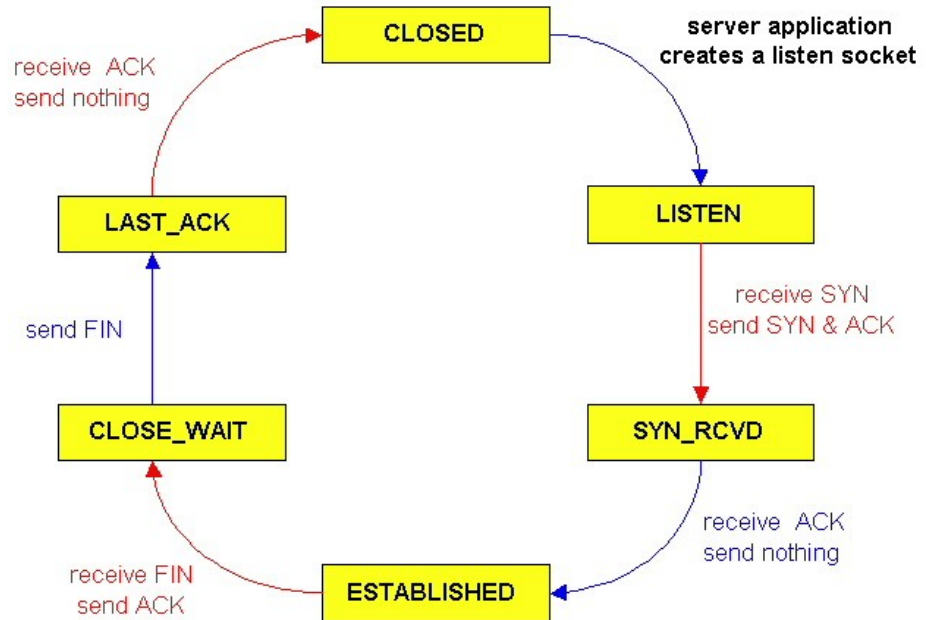 CLOSED
server application
creates a listen socket
receive ACK
send nothing
LAST_ACK
LISTEN
receive SYN
send SYN & ACK
send FIN
CLOSE_WAIT
SYN_RCVD
receive ACK
send nothing
receive FIN
send ACK
ESTABLISHED